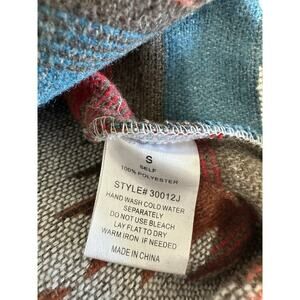 S
SELF
100% POLYESTER
STYLE# 30012J
HAND WASH COLD WATER
SEPARATELY
DO NOT USE BLEACH
LAY FLAT TO DRY
WARM IRON IF NEEDED
MADE IN CHINA